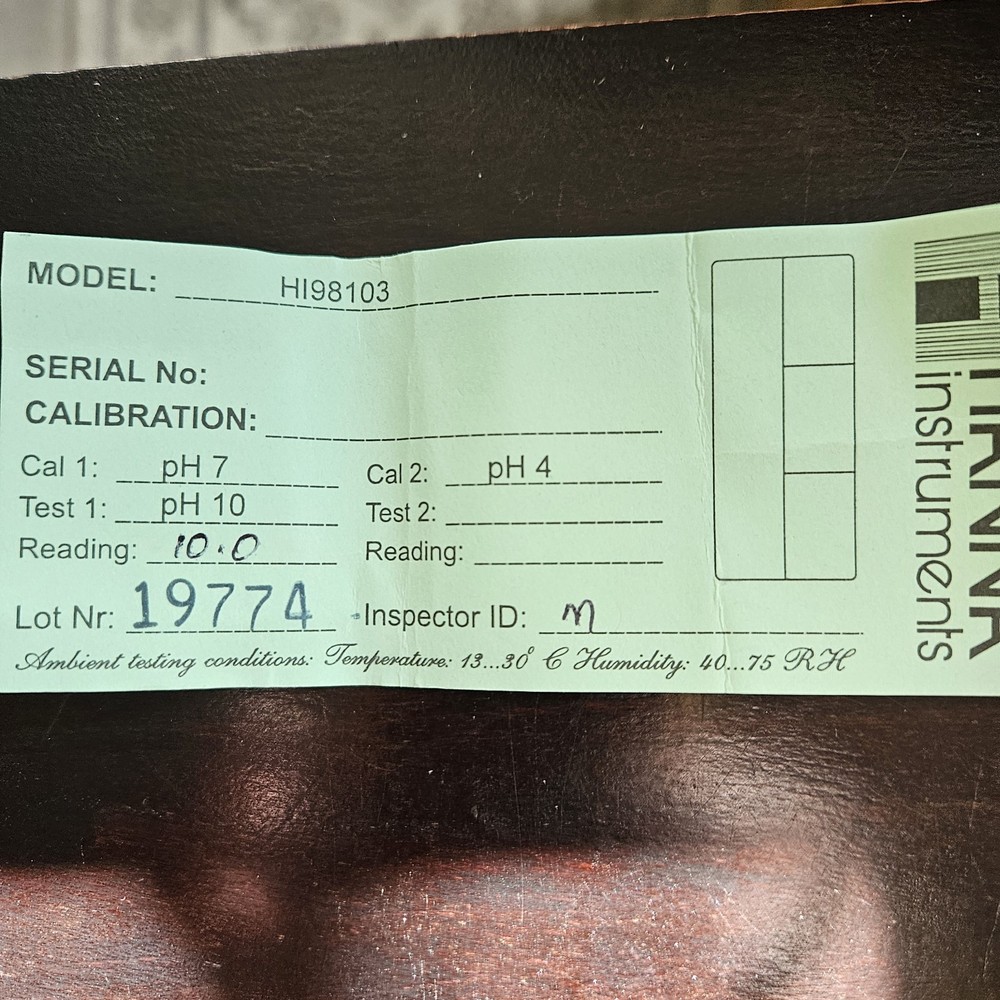 MODEL: HI98103
SERIAL No:
CALIBRATION:
Cal 1: pH 7 Cal 2: pH 4
Test 1: pH 10 Test 2:
Reading: 10.0 Reading:
Lot Nr: 19774 Inspector ID: M
Ambient testing conditions: Temperature: 13...30° C Humidity: 40...75 RH
instruments